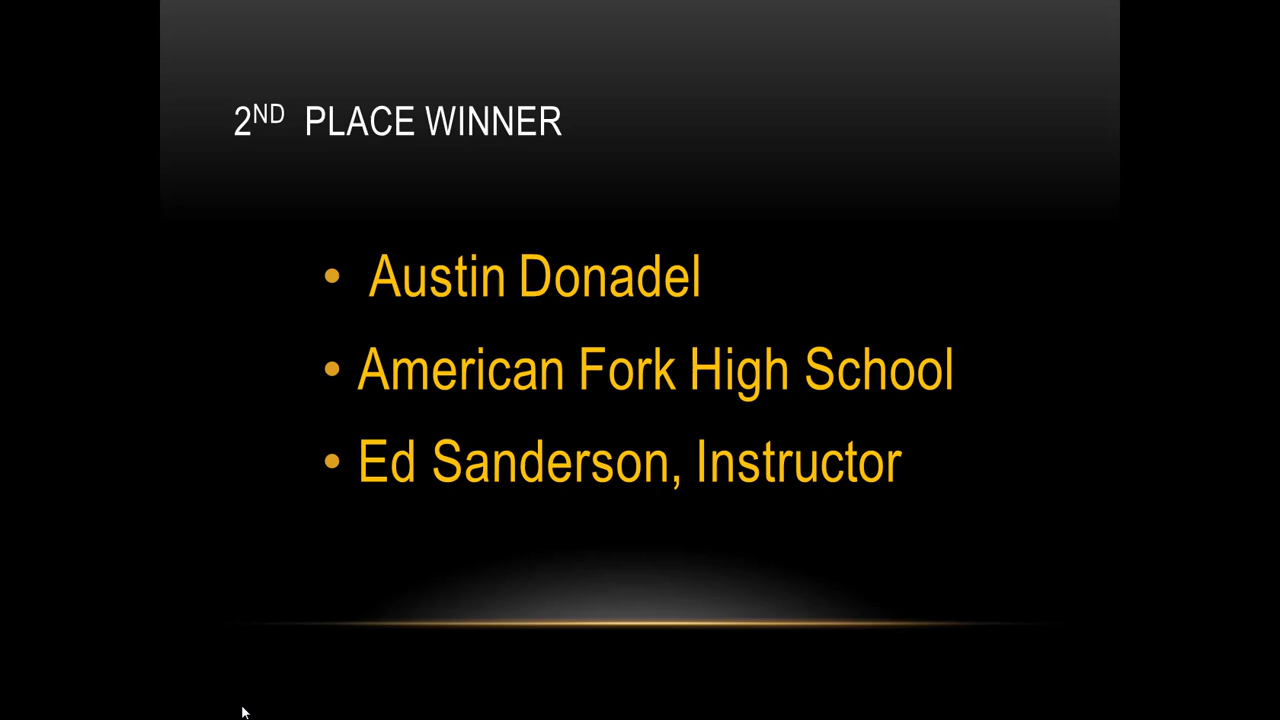 2ND PLACE WINNER
• Austin Donadel
• American Fork High School
• Ed Sanderson, Instructor